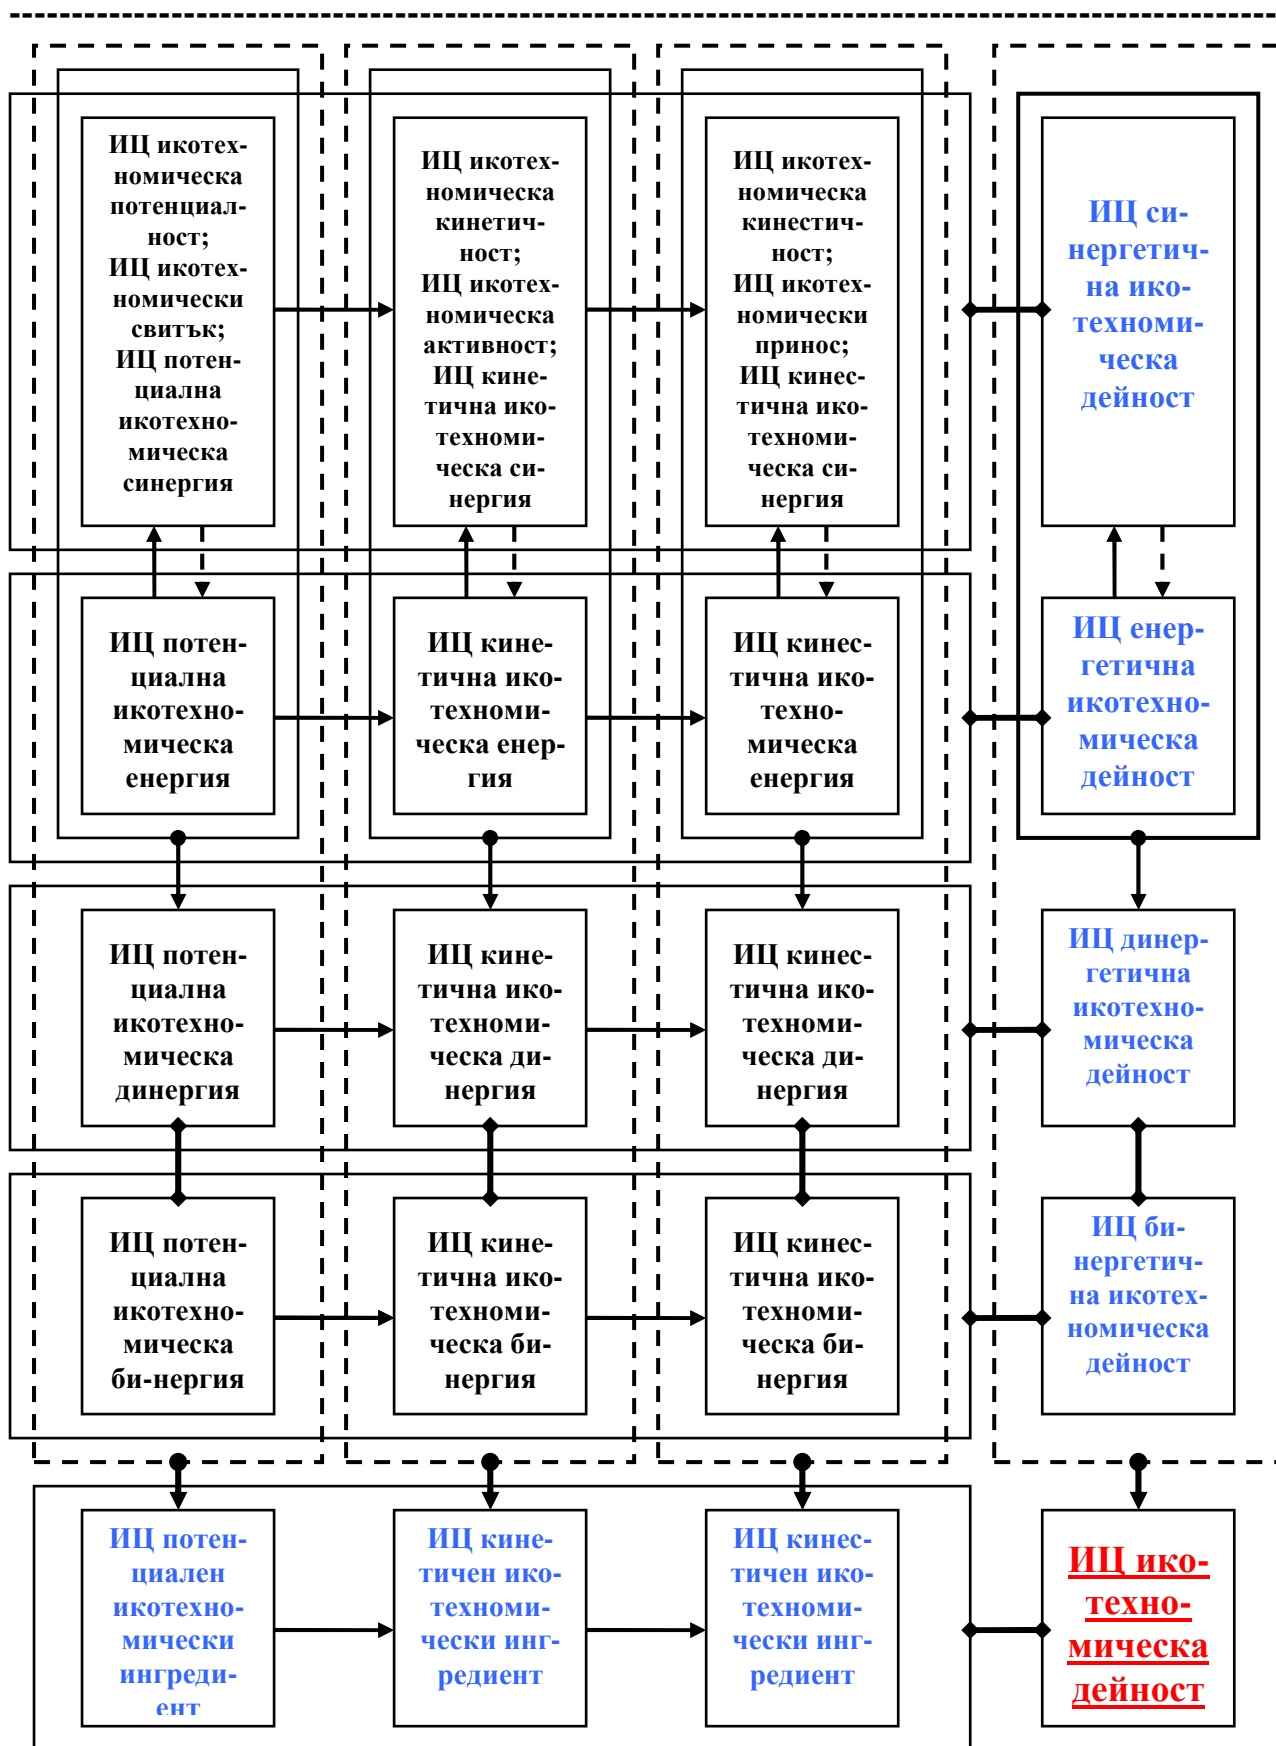 ИЦ икотех-
номическа
потенциал-
ност;
ИЦ икотех-
номически
свитък;
ИЦ потен-
циална
икотехно-
мическа
синергия
ИЦ икотех-
номическа
кинетич-
ност;
ИЦ икотех-
номическа
активност;
ИЦ кине-
тична ико-
техноми-
ческа си-
нергия
ИЦ икотех-
номическа
кинестич-
ност;
ИЦ икотех-
номически
принос;
ИЦ кинес-
тична ико-
техноми-
ческа си-
нергия
ИЦ си-
нергетич-
на ико-
техноми-
ческа
дейност
ИЦ потен-
циална
икотехно-
мическа
енергия
ИЦ кине-
тична ико-
техноми-
ческа енер-
гия
ИЦ кинес-
тична ико-
техно-
мическа
енергия
ИЦ енер-
гетична
икотехно-
мическа
дейност
ИЦ потен-
циална
икотехно-
мическа
динергия
ИЦ кине-
тична ико-
техноми-
ческа ди-
нергия
ИЦ кинес-
тична ико-
техноми-
ческа ди-
нергия
ИЦ динер-
гетична
икотехно-
мическа
дейност
ИЦ потен-
циална
икотехно-
мическа
би-нергия
ИЦ кине-
тична ико-
техноми-
ческа би-
нергия
ИЦ кинес-
тична ико-
техноми-
ческа би-
нергия
ИЦ би-
нергетич-
на икотех-
номическа
дейност
ИЦ потен-
циален
икотехно-
мически
ингреди-
ент
ИЦ кине-
тичен ико-
техноми-
чески инг-
редиент
ИЦ кинес-
тичен ико-
техноми-
чески инг-
редиент
ИЦ ико-
техно-
мическа
дейност